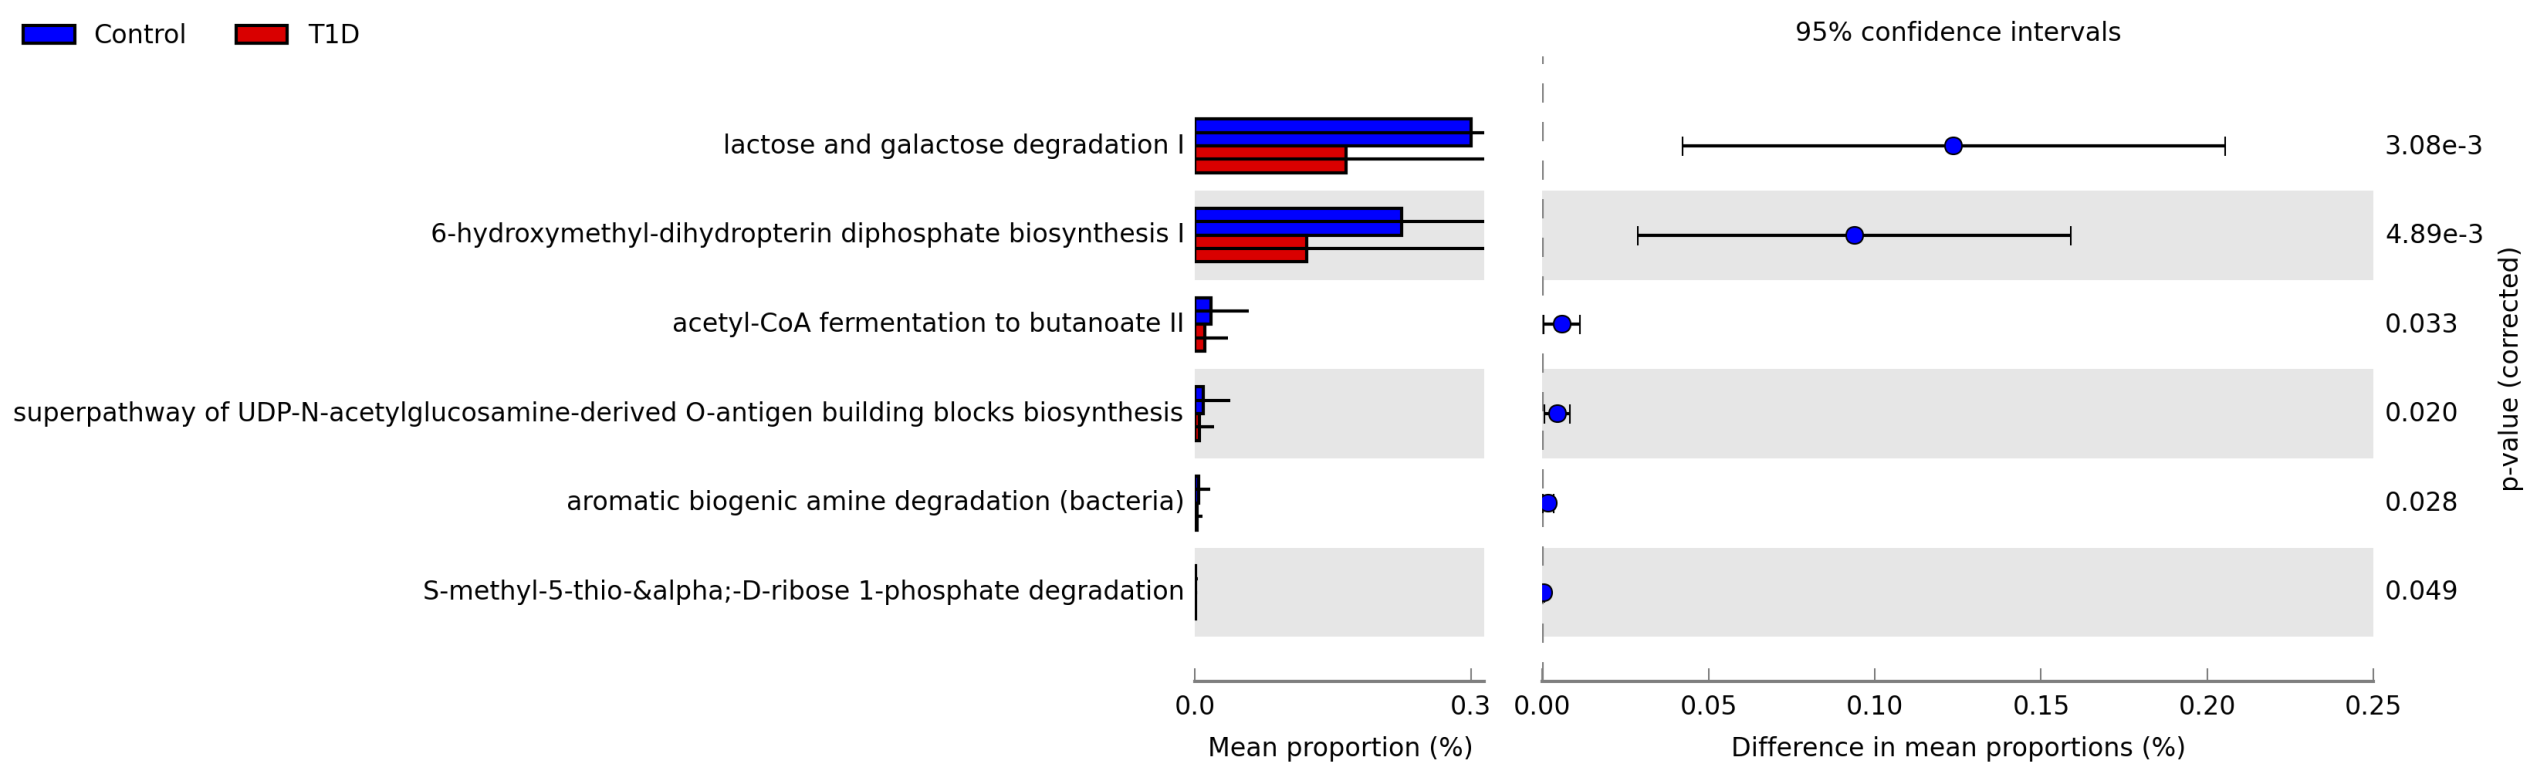 Control T1D
95% confidence intervals
lactose and galactose degradation I 3.08e-3
6-hydroxymethyl-dihydropterin diphosphate biosynthesis I 4.89e-3
acetyl-CoA fermentation to butanoate II 0.033
superpathway of UDP-N-acetylglucosamine-derived O-antigen building blocks biosynthesis 0.020
aromatic biogenic amine degradation (bacteria) 0.028
S-methyl-5-thio-&alpha;-D-ribose 1-phosphate degradation 0.049
p-value (corrected)
0.0 0.3 0.00 0.05 0.10 0.15 0.20 0.25
Mean proportion (%) Difference in mean proportions (%)